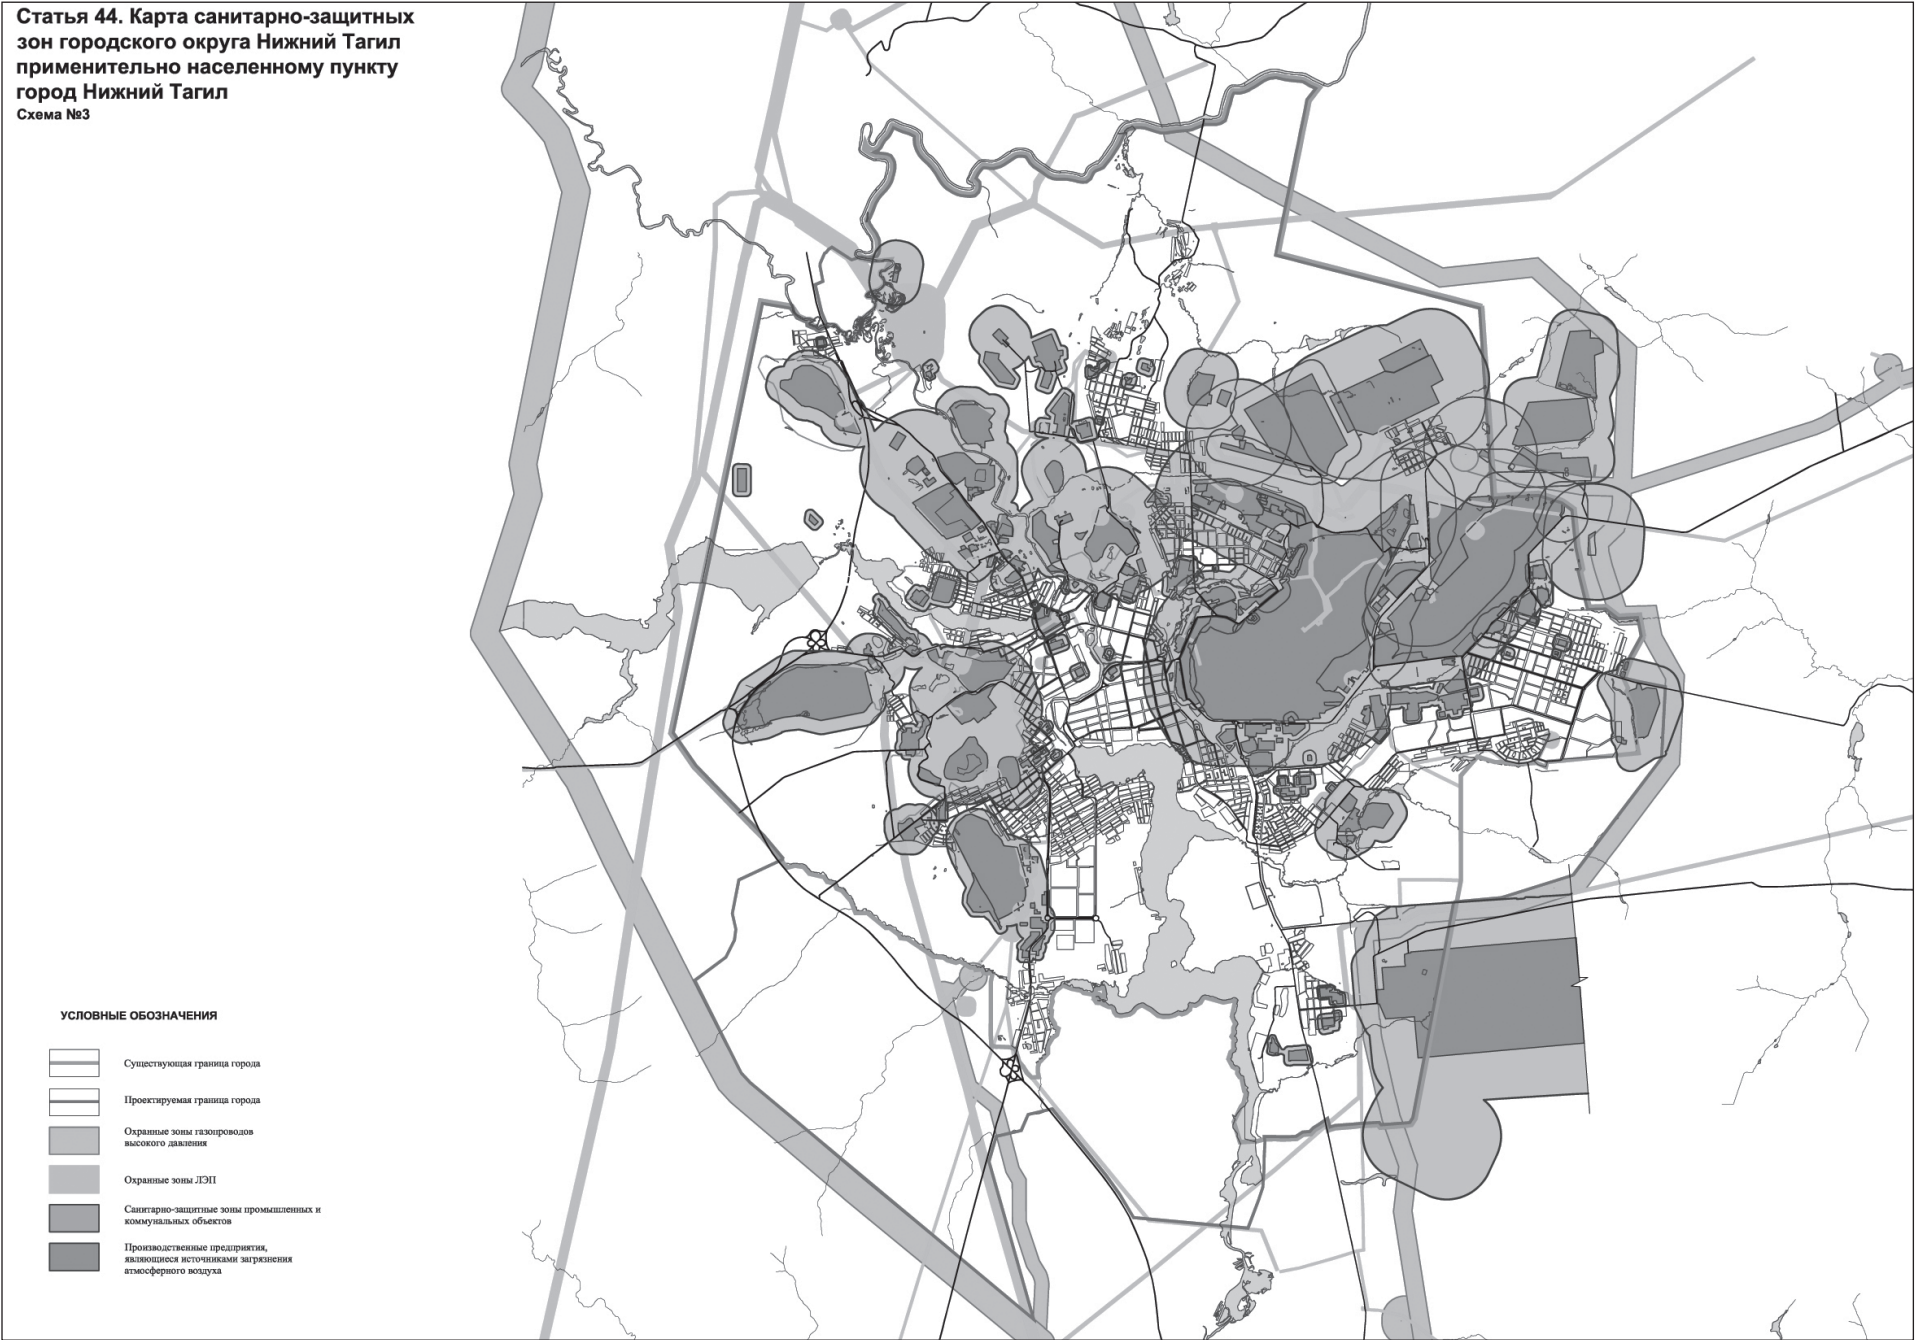 Статья 44. Карта санитарно-защитных
зон городского округа Нижний Тагил
применительно населенному пункту
город Нижний Тагил
Схема №3
УСЛОВНЫЕ ОБОЗНАЧЕНИЯ
Существующая граница города
Проектируемая граница города
Охранные зоны газопроводов
высокого давления
Охранные зоны ЛЭП
Санитарно-защитные зоны промышленных и
коммунальных объектов
Производственные предприятия,
являющиеся источниками загрязнения
атмосферного воздуха